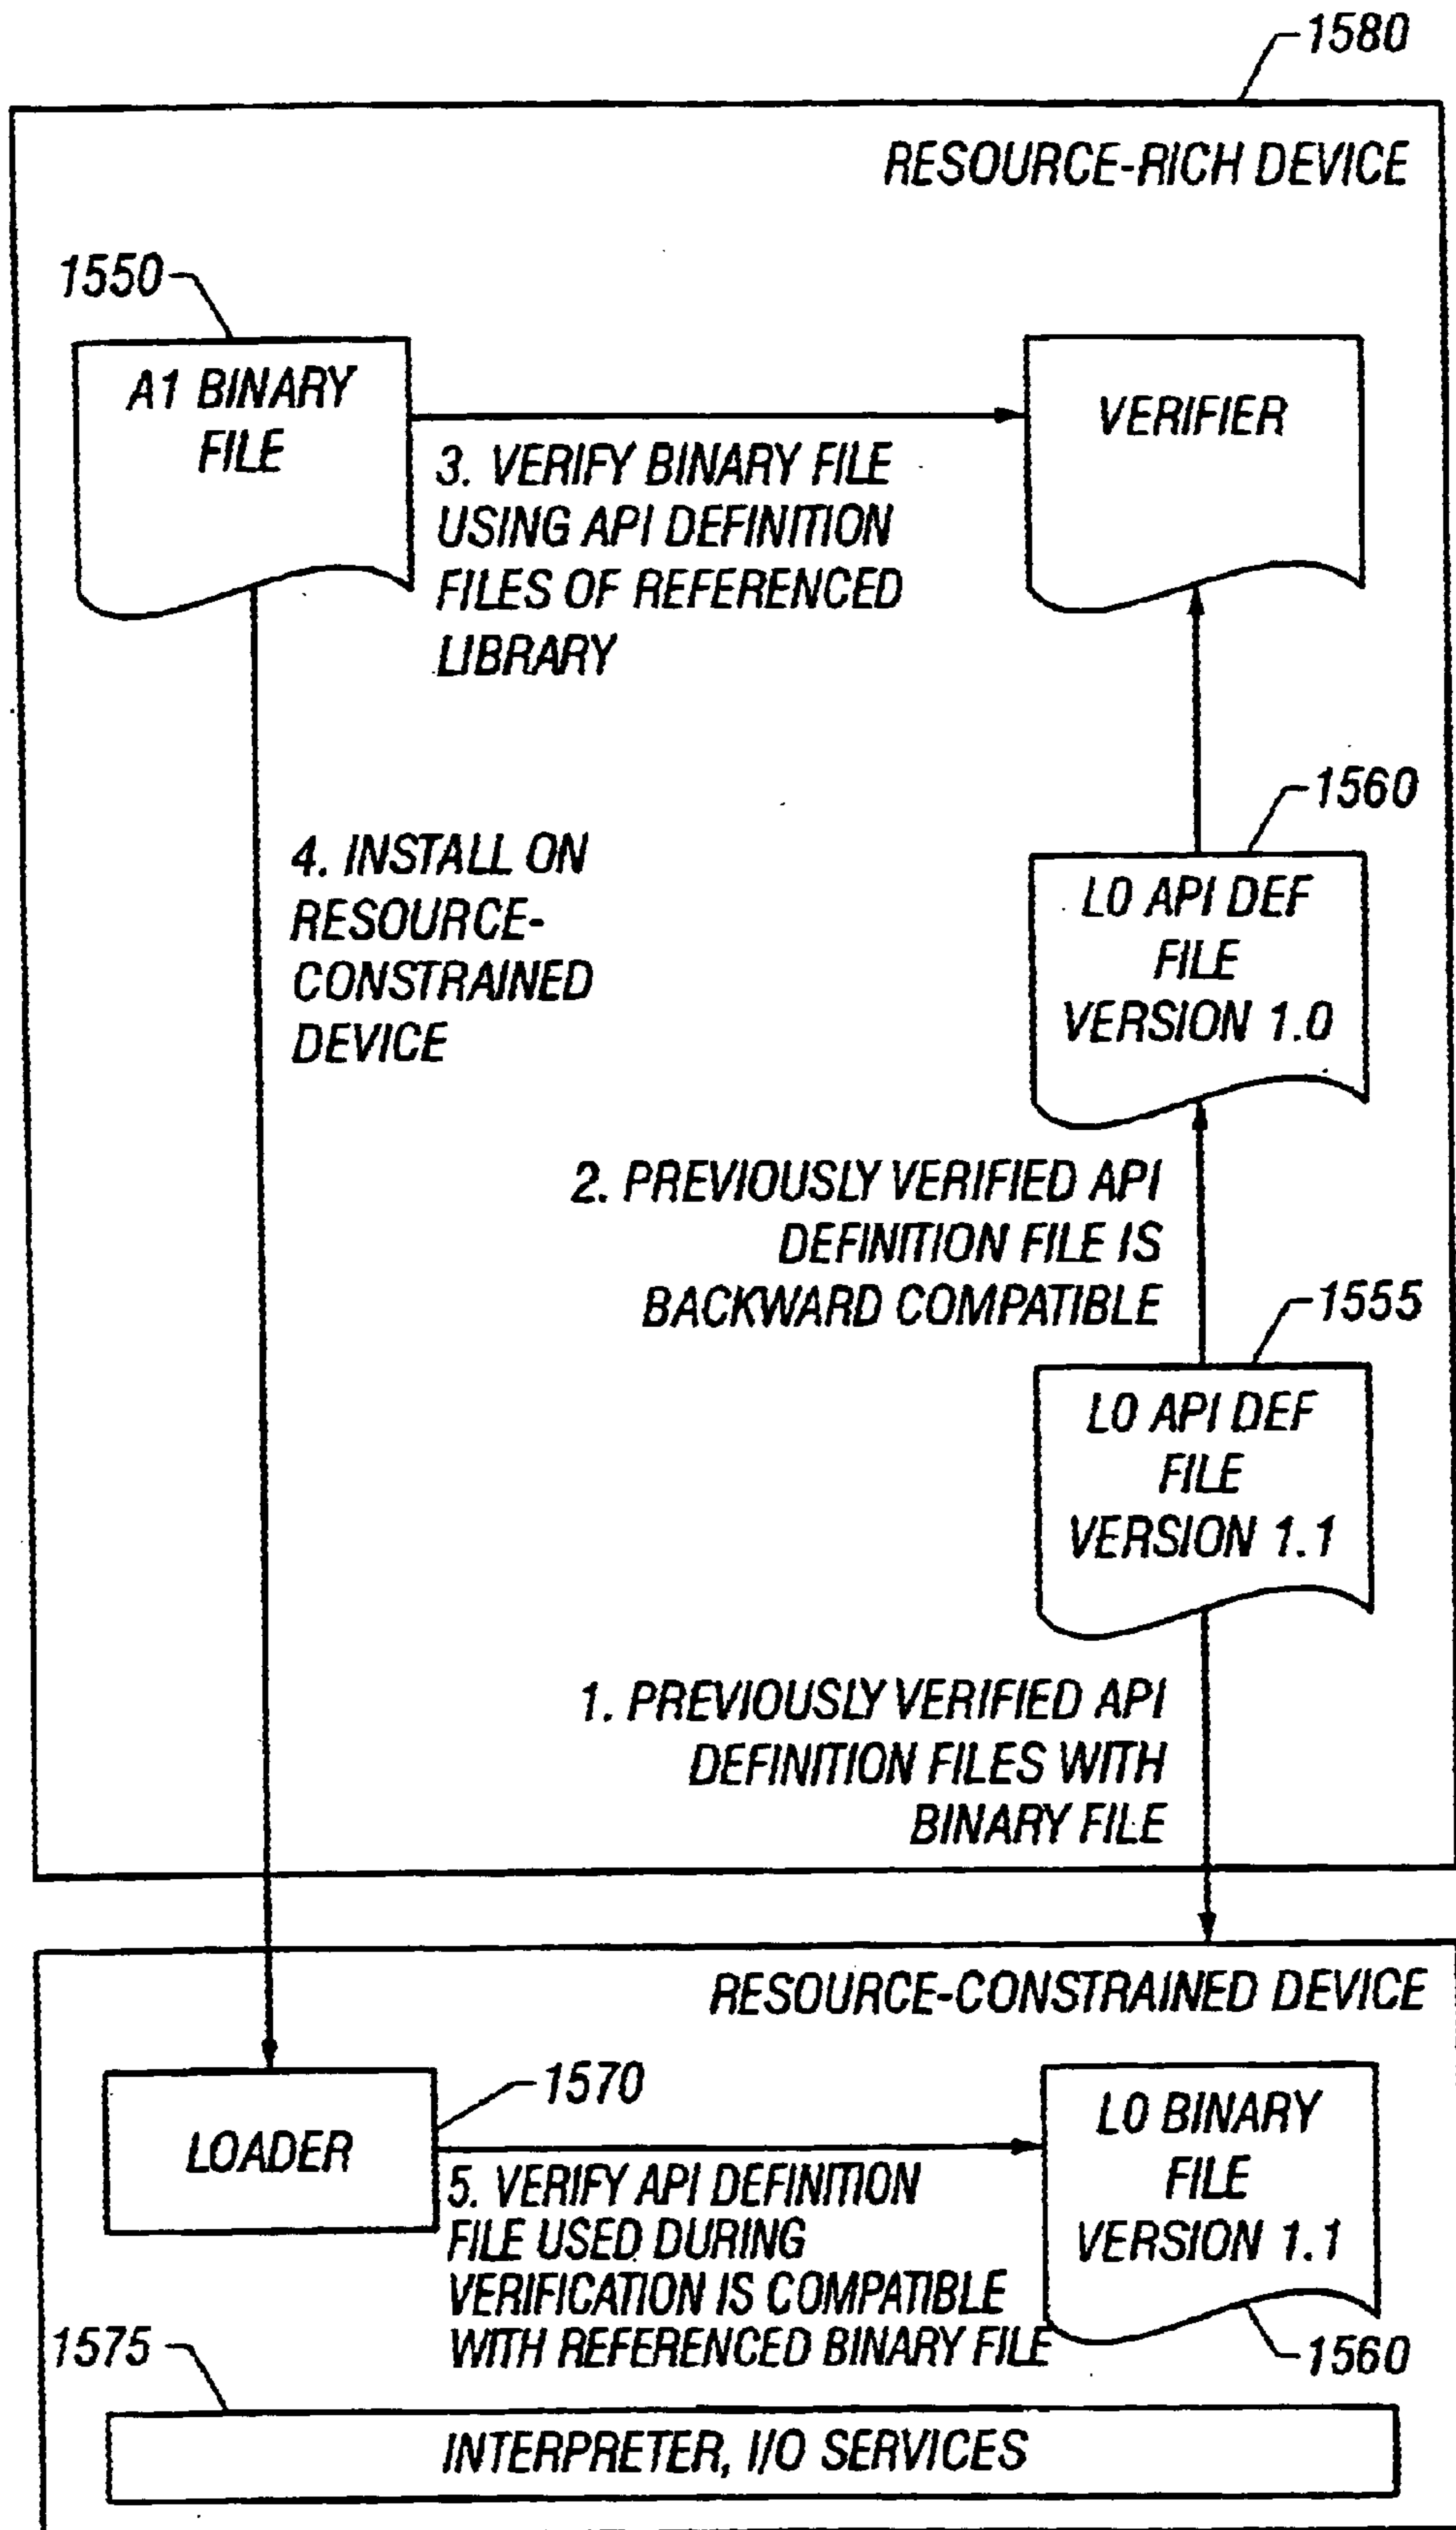 1580
RESOURCE-RICH DEVICE
1550
A1 BINARY
FILE
VERIFIER
3. VERIFY BINARY FILE
USING API DEFINITION
FILES OF REFERENCED
LIBRARY
1560
4. INSTALL ON
RESOURCE-
CONSTRAINED
DEVICE
L0 API DEF
FILE
VERSION 1.0
2. PREVIOUSLY VERIFIED API
DEFINITION FILE IS
BACKWARD COMPATIBLE
1555
L0 API DEF
FILE
VERSION 1.1
1. PREVIOUSLY VERIFIED API
DEFINITION FILES WITH
BINARY FILE
RESOURCE-CONSTRAINED DEVICE
1570
LOADER
L0 BINARY
FILE
VERSION 1.1
5. VERIFY API DEFINITION
FILE USED DURING
VERIFICATION IS COMPATIBLE
WITH REFERENCED BINARY FILE
1575
1560
INTERPRETER, I/O SERVICES